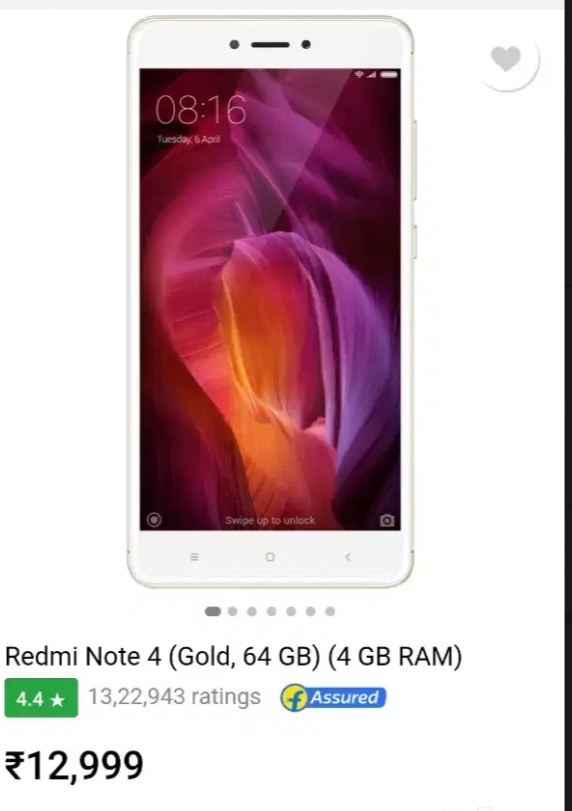 08:16
Tuesday, 6 April
Swipe up to unlock
Redmi Note 4 (Gold, 64 GB) (4 GB RAM)
4.4 ★ 13,22,943 ratings f Assured
₹12,999